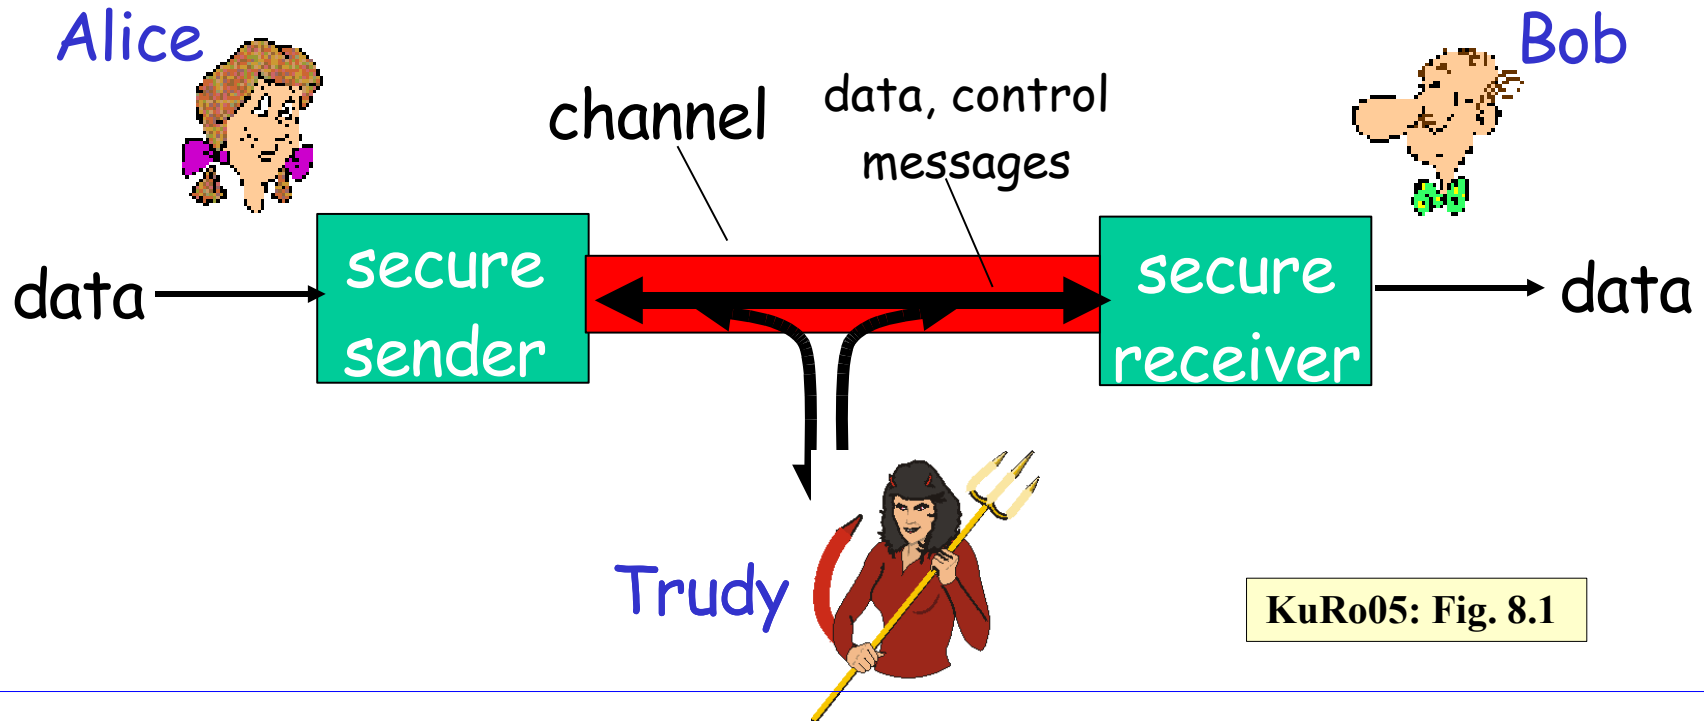 Alice
Bob
channel
data, control
messages
data
secure
sender
secure
receiver
data
Trudy
KuRo05: Fig. 8.1